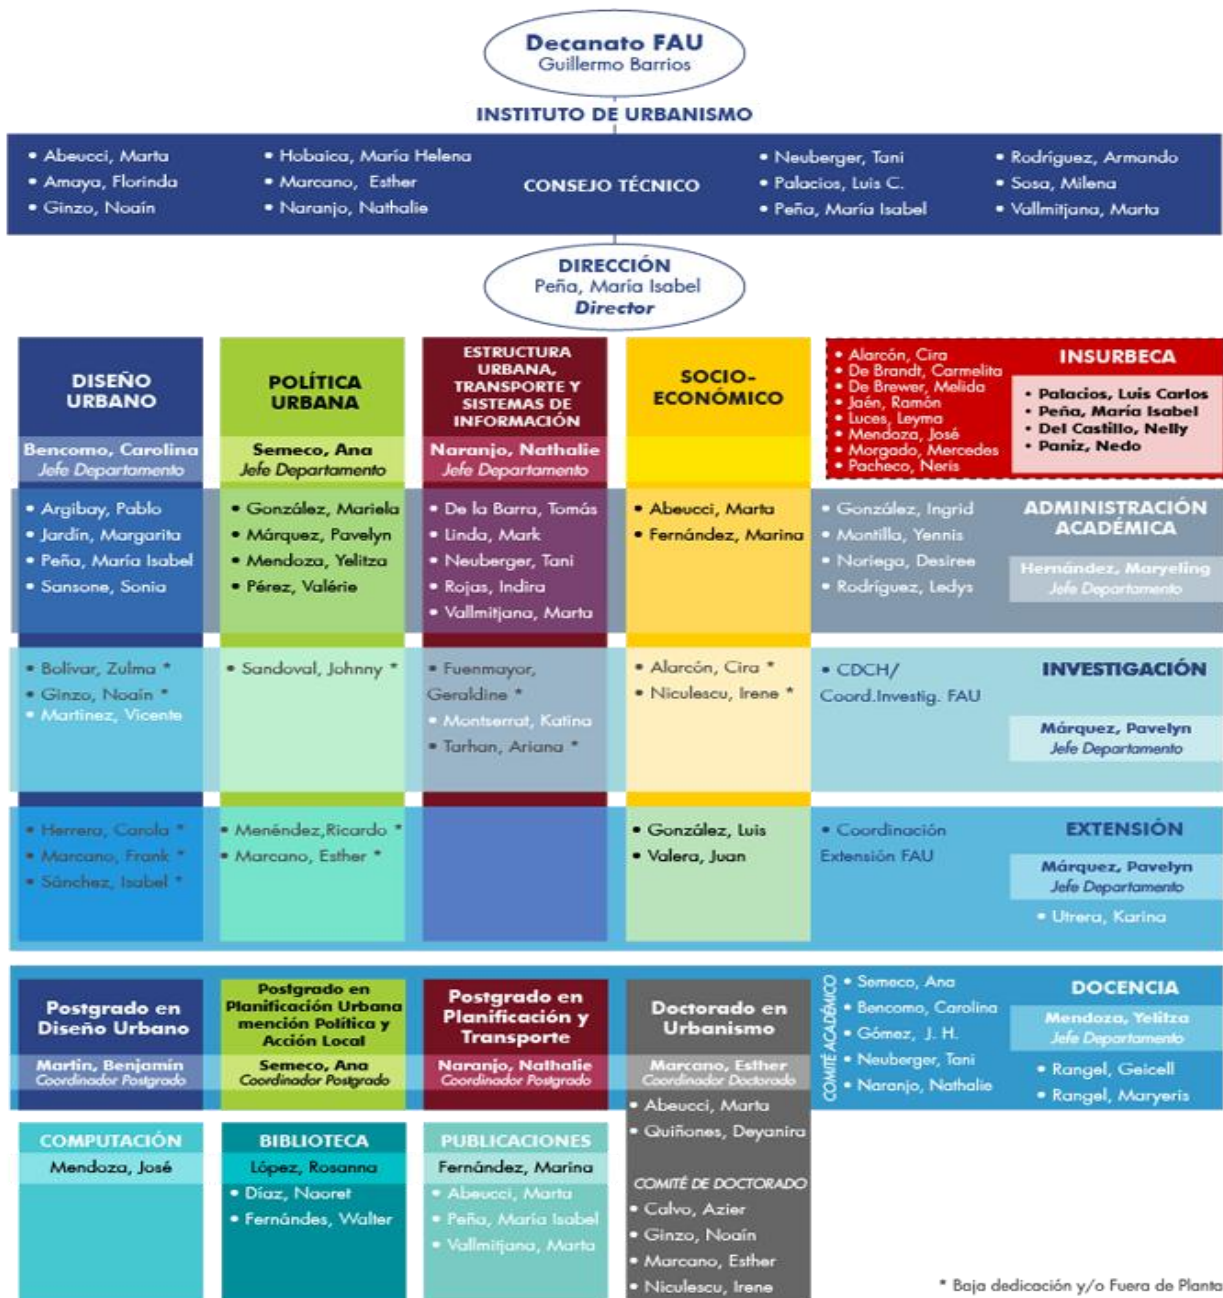 Decanato FAU
Guillermo Barrios
INSTITUTO DE URBANISMO
• Abeucci, Marta
• Amaya, Florinda
• Ginzo, Noaín
• Hobaica, María Helena
• Marcano, Esther
• Naranjo, Nathalie
CONSEJO TÉCNICO
• Neuberger, Tani
• Palacios, Luis C.
• Peña, María Isabel
• Rodríguez, Armando
• Sosa, Milena
• Vallmitjana, Marta
DIRECCIÓN
Peña, María Isabel
Director
DISEÑO
URBANO
Bencomo, Carolina
Jefe Departamento
• Argibay, Pablo
• Jardín, Margarita
• Peña, María Isabel
• Sansone, Sonia
• Bolívar, Zulma *
• Ginzo, Noaín *
• Martínez, Vicente
• Herrera, Carola *
• Marcano, Frank *
• Sánchez, Isabel *
POLÍTICA
URBANA
Semeco, Ana
Jefe Departamento
• González, Mariela
• Márquez, Pavelyn
• Mendoza, Yelitza
• Pérez, Valérie
• Sandoval, Johnny *
• Menéndez,Ricardo *
• Marcano, Esther *
ESTRUCTURA
URBANA,
TRANSPORTE Y
SISTEMAS DE
INFORMACIÓN
Naranjo, Nathalie
Jefe Departamento
• De la Barra, Tomás
• Linda, Mark
• Neuberger, Tani
• Rojas, Indira
• Vallmitjana, Marta
• Fuenmayor,
Geraldine *
• Montserrat, Katina
• Tarhan, Ariana *
SOCIO-
ECONÓMICO
• Abeucci, Marta
• Fernández, Marina
• Alarcón, Cira *
• Niculescu, Irene *
• González, Luis
• Valera, Juan
• Alarcón, Cira
• De Brandt, Carmelita
• De Brewer, Melida
• Jaén, Ramón
• Luces, Leyma
• Mendoza, José
• Morgado, Mercedes
• Pacheco, Neris
INSURBECA
• Palacios, Luis Carlos
• Peña, María Isabel
• Del Castillo, Nelly
• Paniz, Nedo
• González, Ingrid
• Montilla, Yennis
• Noriega, Desiree
• Rodríguez, Ledys
ADMINISTRACIÓN
ACADÉMICA
Hernández, Maryeling
Jefe Departamento
• CDCH/
Coord.Investig. FAU
INVESTIGACIÓN
Márquez, Pavelyn
Jefe Departamento
• Coordinación
Extensión FAU
EXTENSIÓN
Márquez, Pavelyn
Jefe Departamento
• Utrera, Karina
Postgrado en
Diseño Urbano
Martín, Benjamín
Coordinador Postgrado
Postgrado en
Planificación Urbana
mención Política y
Acción Local
Semeco, Ana
Coordinador Postgrado
Postgrado en
Planificación y
Transporte
Naranjo, Nathalie
Coordinador Postgrado
Doctorado en
Urbanismo
Marcano, Esther
Coordinador Doctorado
• Abeucci, Marta
• Quiñones, Deyanira
COMITÉ DE DOCTORADO
• Calvo, Azier
• Ginzo, Noaín
• Marcano, Esther
• Niculescu, Irene
COMITÉ ACADÉMICO
• Semeco, Ana
• Bencomo, Carolina
• Gómez, J. H.
• Neuberger, Tani
• Naranjo, Nathalie
DOCENCIA
Mendoza, Yelitza
Jefe Departamento
• Rangel, Geicell
• Rangel, Maryeris
COMPUTACIÓN
Mendoza, José
BIBLIOTECA
López, Rosanna
• Díaz, Naoret
• Fernándes, Walter
PUBLICACIONES
Fernández, Marina
• Abeucci, Marta
• Peña, María Isabel
• Vallmitjana, Marta
* Baja dedicación y/o Fuera de Planta